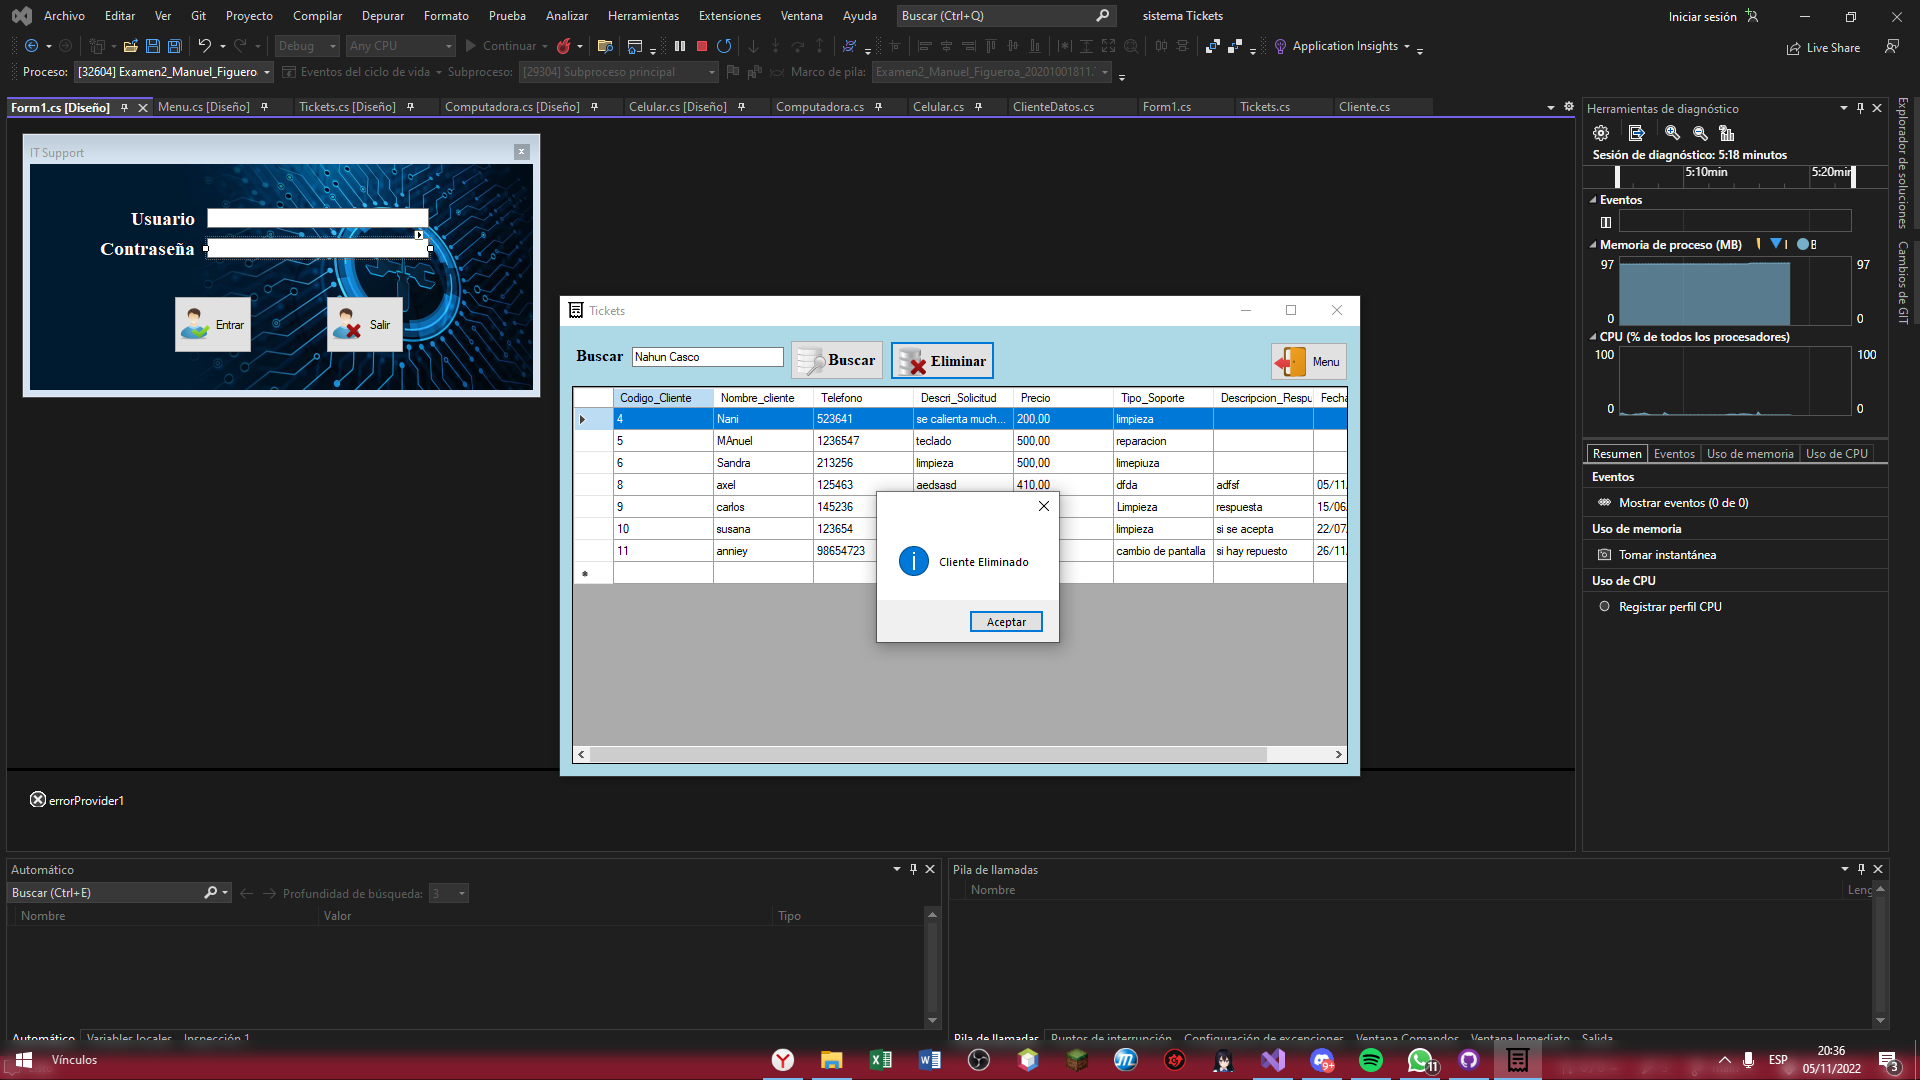 Archivo Editar Ver Git Proyecto Compilar Depurar Formato Prueba Analizar Herramientas Extensiones Ventana Ayuda Buscar (Ctrl+Q) sistema Tickets Iniciar sesión
Debug Any CPU Continuar Application Insights Live Share
Proceso: [32604] Examen2_Manuel_Figueroa Eventos del ciclo de vida Subproceso: [29304] Subproceso principal Marco de pila: Examen2_Manuel_Figueroa_20201001811.
Form1.cs [Diseño] Menu.cs [Diseño] Tickets.cs [Diseño] Computadora.cs [Diseño] Celular.cs [Diseño] Computadora.cs Celular.cs ClienteDatos.cs Form1.cs Tickets.cs Cliente.cs
IT Support
Usuario
Contraseña
Entrar Salir
Tickets
Buscar Nahun Casco Buscar Eliminar Menu
Codigo_Cliente Nombre_cliente Telefono Descri_Solicitud Precio Tipo_Soporte Descripcion_Respu Fecha
4 Nani 523641 se calienta much... 200,00 limpieza
5 MAnuel 1236547 teclado 500,00 reparacion
6 Sandra 213256 limpieza 500,00 limepiuza
8 axel 125463 aedsasd 410,00 dfda adfsf 05/11.
9 carlos 145236 Limpieza respuesta 15/06.
10 susana 123654 limpieza si se acepta 22/07.
11 anniey 98654723 cambio de pantalla si hay repuesto 26/11.
Cliente Eliminado
Aceptar
errorProvider1
Herramientas de diagnóstico
Sesión de diagnóstico: 5:18 minutos
5:10min 5:20min
Eventos
Memoria de proceso (MB) I B
97 97
0 0
CPU (% de todos los procesadores)
100 100
0 0
Resumen Eventos Uso de memoria Uso de CPU
Eventos
Mostrar eventos (0 de 0)
Uso de memoria
Tomar instantánea
Uso de CPU
Registrar perfil CPU
Explorador de soluciones
Cambios de GIT
Automático
Buscar (Ctrl+E) Profundidad de búsqueda: 3
Nombre Valor Tipo
Automático Variables locales Inspección 1
Pila de llamadas
Nombre Leng
Pila de llamadas Puntos de interrupción Configuración de excepciones Ventana Comandos Ventana Inmediato Salida
Vínculos
11
9+
ESP
20:36
05/11/2022
3